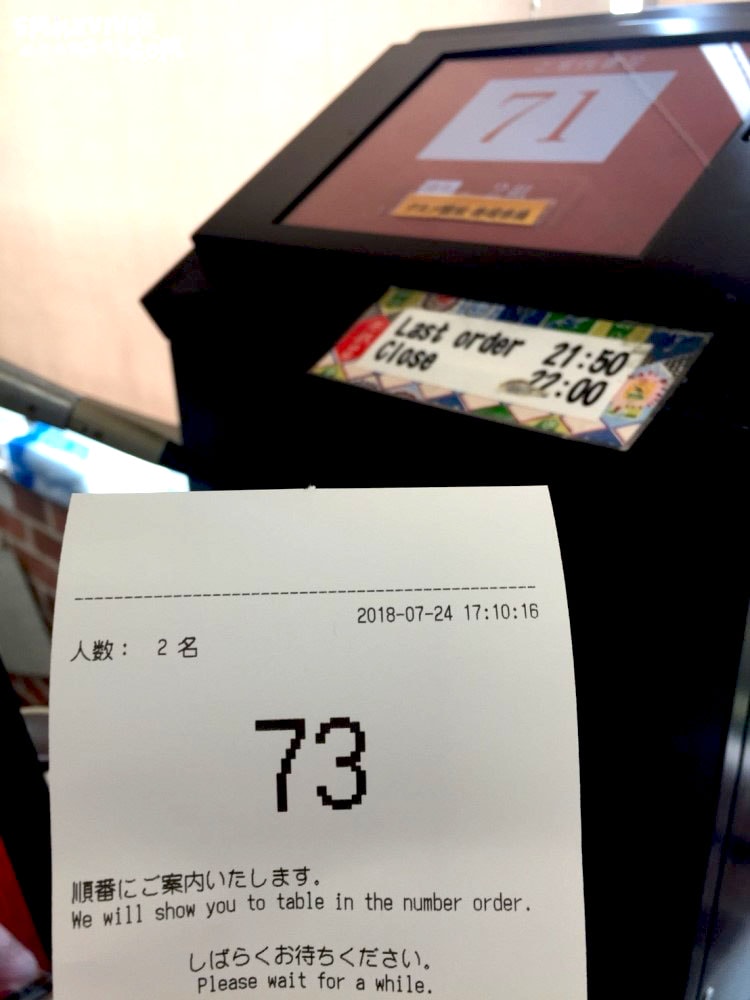 71
Last order 21:50
Close 22:00
2018-07-24 17:10:16
人数： 2 名
73
順番にご案内いたします。
We will show you to table in the number order.
しばらくお待ちください。
Please wait for a while.